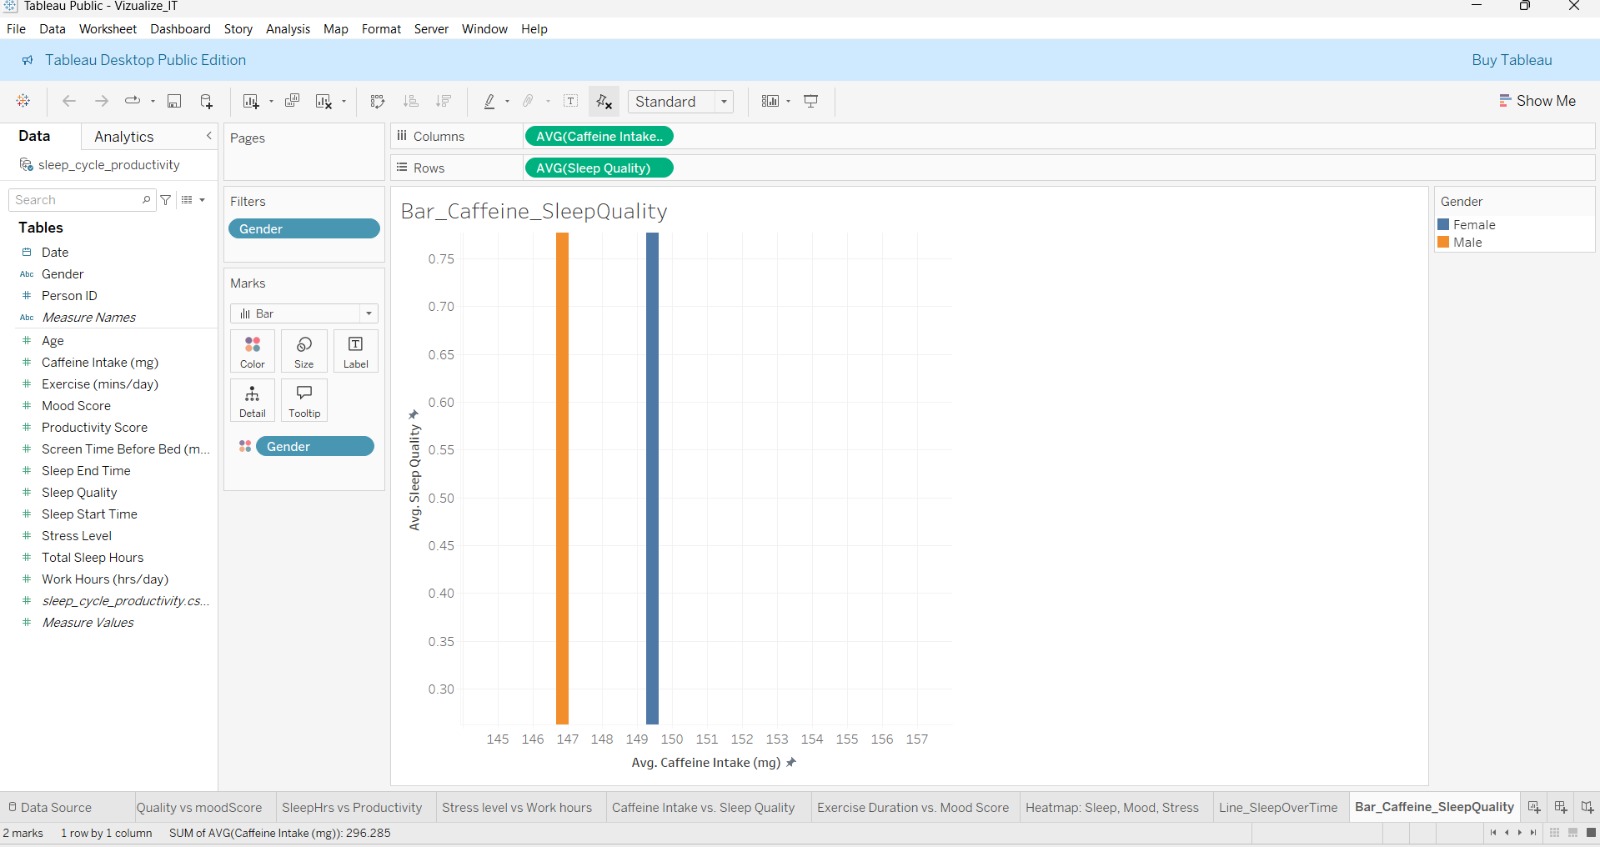 Tableau Public - Vizualize_IT
File Data Worksheet Dashboard Story Analysis Map Format Server Window Help
Tableau Desktop Public Edition
Buy Tableau
Standard
Show Me
Data
Analytics
sleep_cycle_productivity
Search
Tables
Date
Abc Gender
# Person ID
Abc Measure Names
# Age
# Caffeine Intake (mg)
# Exercise (mins/day)
# Mood Score
# Productivity Score
# Screen Time Before Bed (m...
# Sleep End Time
# Sleep Quality
# Sleep Start Time
# Stress Level
# Total Sleep Hours
# Work Hours (hrs/day)
# sleep_cycle_productivity.cs...
# Measure Values
Pages
Filters
Gender
Marks
Bar
Color
Size
T
Label
Detail
Tooltip
Gender
Columns
AVG(Caffeine Intake..
Rows
AVG(Sleep Quality)
Bar_Caffeine_SleepQuality
0.75
0.70
0.65
0.60
0.55
0.50
0.45
0.40
0.35
0.30
Avg. Sleep Quality
145 146 147 148 149 150 151 152 153 154 155 156 157
Avg. Caffeine Intake (mg)
Gender
Female
Male
Data Source
Quality vs moodScore
SleepHrs vs Productivity
Stress level vs Work hours
Caffeine Intake vs. Sleep Quality
Exercise Duration vs. Mood Score
Heatmap: Sleep, Mood, Stress
Line_SleepOverTime
Bar_Caffeine_SleepQuality
2 marks 1 row by 1 column SUM of AVG(Caffeine Intake (mg)): 296.285